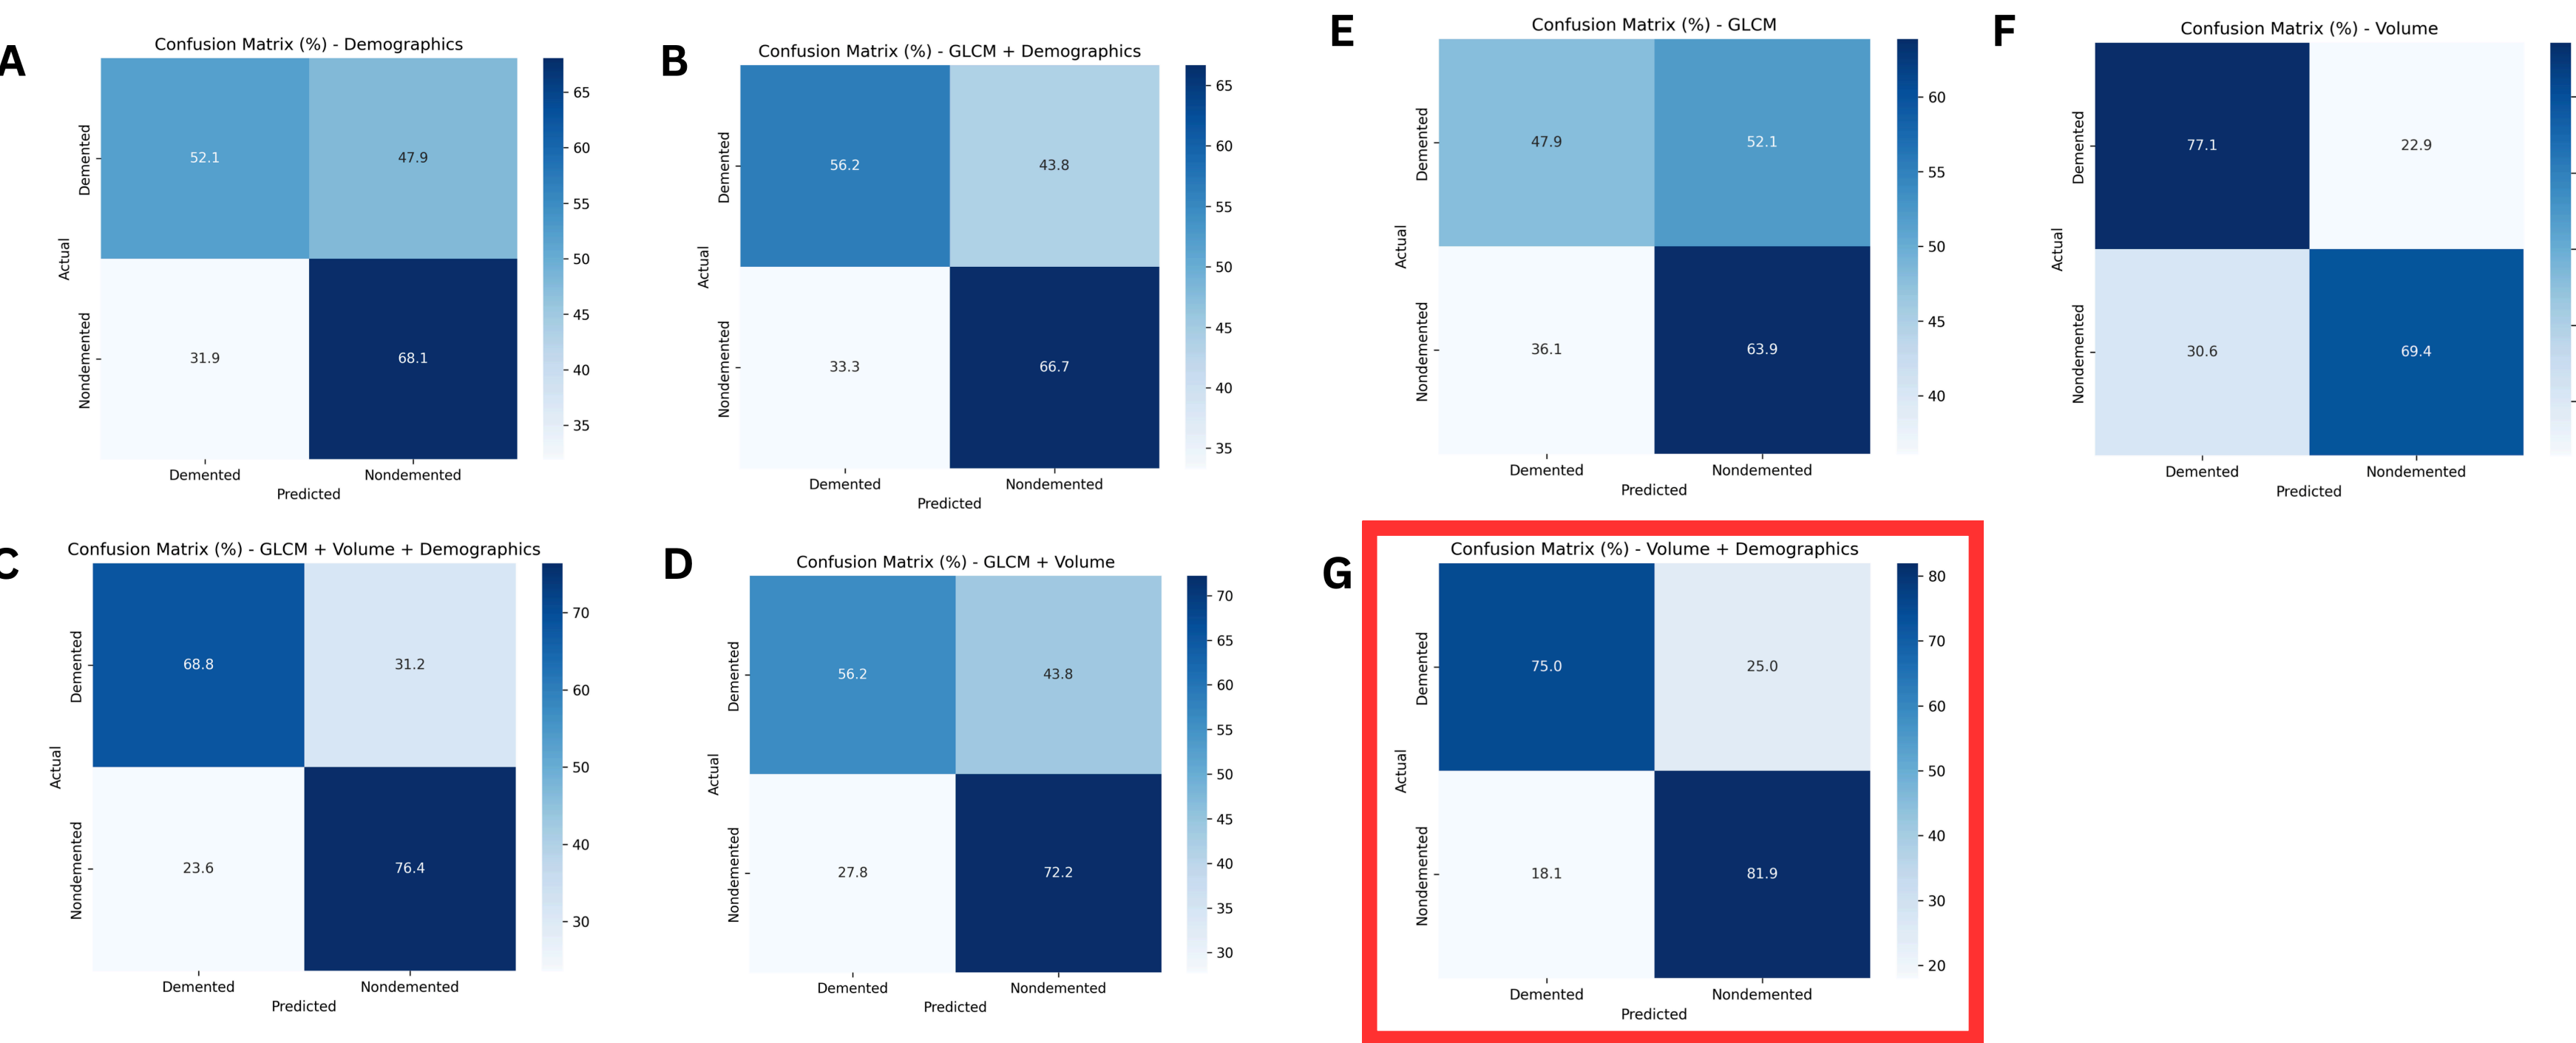 A
Confusion Matrix (%) - Demographics
Actual
Demented
Nondemented
52.1
47.9
31.9
68.1
65
60
55
50
45
40
35
Demented
Nondemented
Predicted
B
Confusion Matrix (%) - GLCM + Demographics
Actual
Demented
Nondemented
56.2
43.8
33.3
66.7
65
60
55
50
45
40
35
Demented
Nondemented
Predicted
E
Confusion Matrix (%) - GLCM
Actual
Demented
Nondemented
47.9
52.1
36.1
63.9
60
55
50
45
40
Demented
Nondemented
Predicted
F
Confusion Matrix (%) - Volume
Actual
Demented
Nondemented
77.1
22.9
30.6
69.4
Demented
Nondemented
Predicted
C
Confusion Matrix (%) - GLCM + Volume + Demographics
Actual
Demented
Nondemented
68.8
31.2
23.6
76.4
70
60
50
40
30
Demented
Nondemented
Predicted
D
Confusion Matrix (%) - GLCM + Volume
Actual
Demented
Nondemented
56.2
43.8
27.8
72.2
70
65
60
55
50
45
40
35
30
Demented
Nondemented
Predicted
G
Confusion Matrix (%) - Volume + Demographics
Actual
Demented
Nondemented
75.0
25.0
18.1
81.9
80
70
60
50
40
30
20
Demented
Nondemented
Predicted